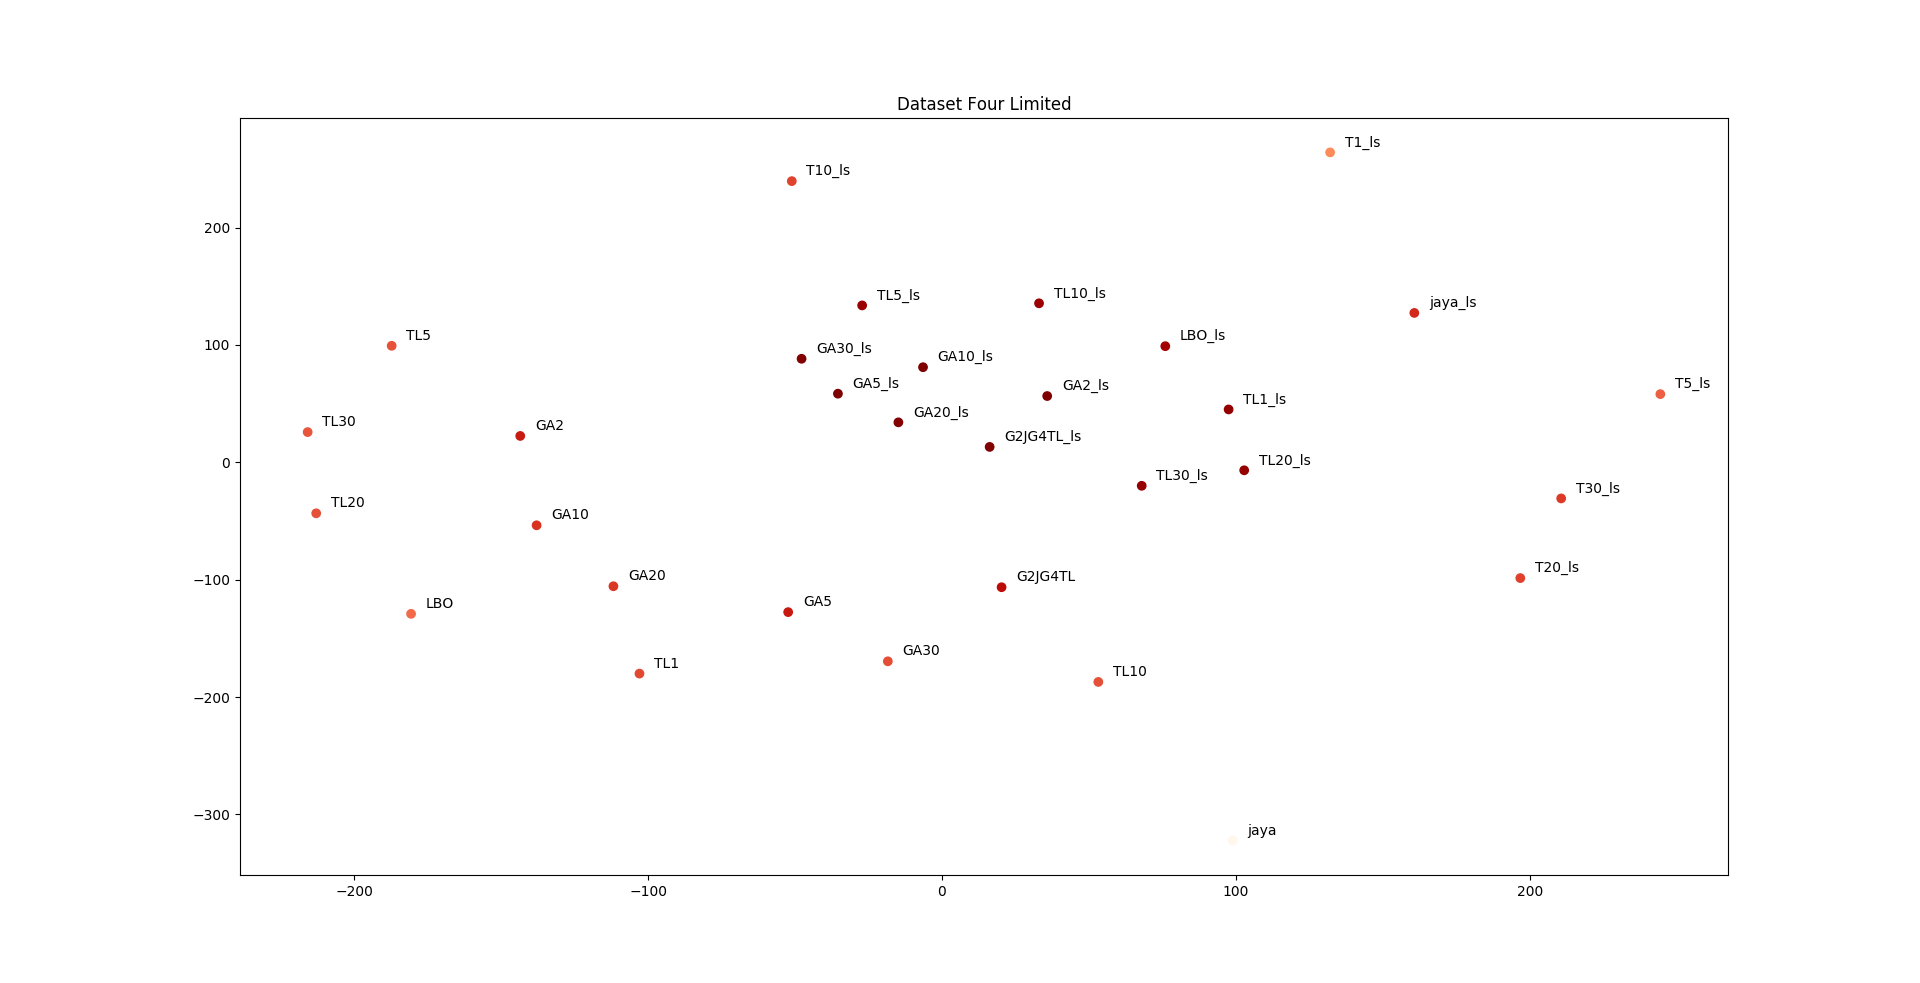 Dataset Four Limited
T1_ls
T10_ls
200
TL5_ls
TL10_ls
jaya_ls
TL5
LBO_ls
100
GA30_ls
GA10_ls
GA5_ls
GA2_ls
T5_ls
TL1_ls
GA20_ls
TL30
GA2
G2JG4TL_ls
0
TL20_ls
TL30_ls
T30_ls
TL20
GA10
T20_ls
−100
GA20
G2JG4TL
LBO
GA5
GA30
TL1
TL10
−200
−300
jaya
−200
−100
0
100
200